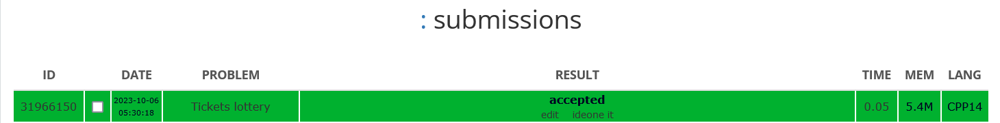 : submissions
ID DATE PROBLEM RESULT TIME MEM LANG
31966150 2023-10-06 05:30:18 Tickets lottery accepted 0.05 5.4M CPP14
edit ideone it